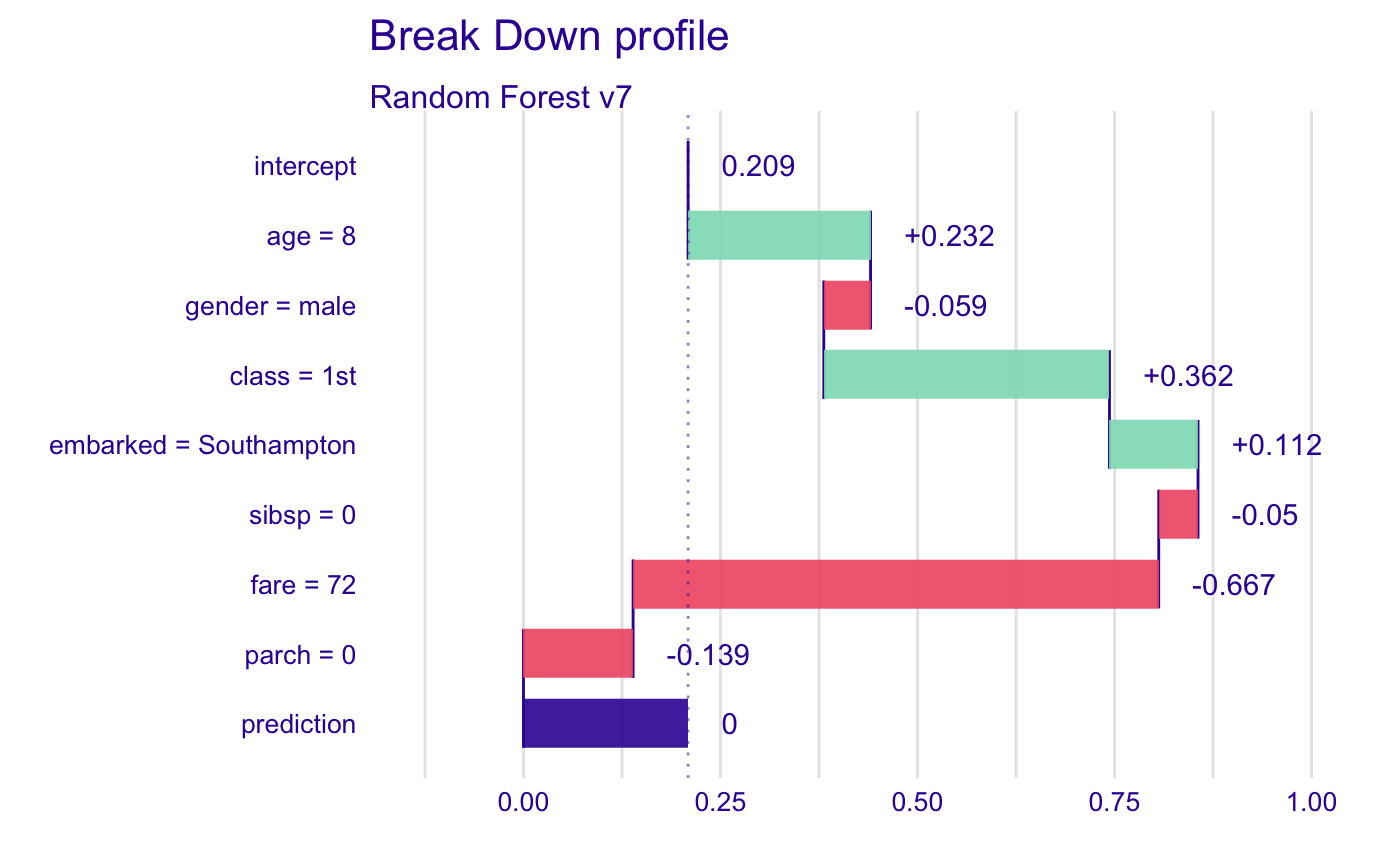 Break Down profile
Random Forest v7
intercept 0.209
age = 8 +0.232
gender = male -0.059
class = 1st +0.362
embarked = Southampton +0.112
sibsp = 0 -0.05
fare = 72 -0.667
parch = 0 -0.139
prediction 0
0.00 0.25 0.50 0.75 1.00